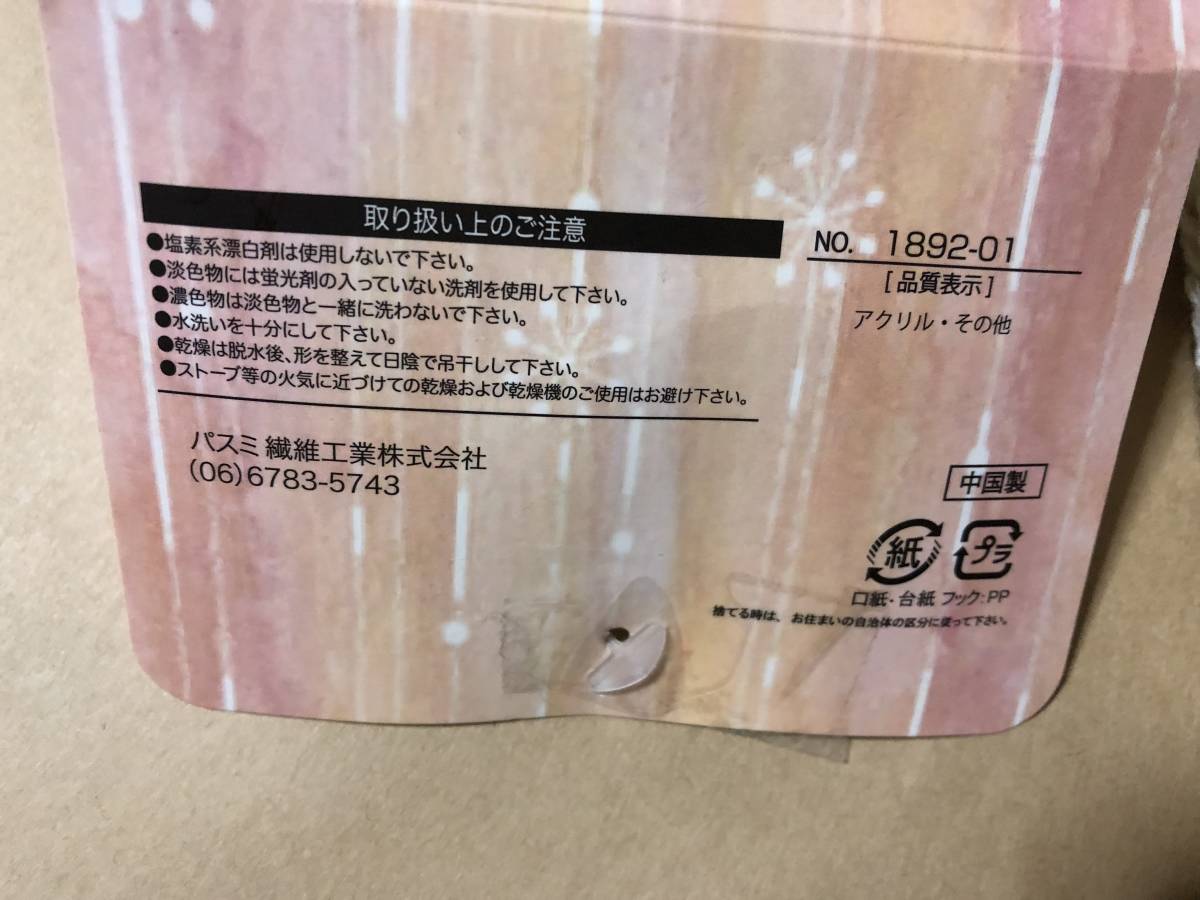 取り扱い上のご注意
●塩素系漂白剤は使用しないで下さい。
●淡色物には蛍光剤の入っていない洗剤を使用して下さい。
●濃色物は淡色物と一緒に洗わないで下さい。
●水洗いを十分にして下さい。
●乾燥は脱水後、形を整えて日陰で吊干しして下さい。
●ストーブ等の火気に近づけての乾燥および乾燥機のご使用はお避け下さい。
パスミ繊維工業株式会社
(06)6783-5743
NO. 1892-01
[品質表示]
アクリル・その他
中国製
紙 プラ
口紙・台紙 フック:PP
捨てる時は、お住まいの自治体の区分に従って下さい。